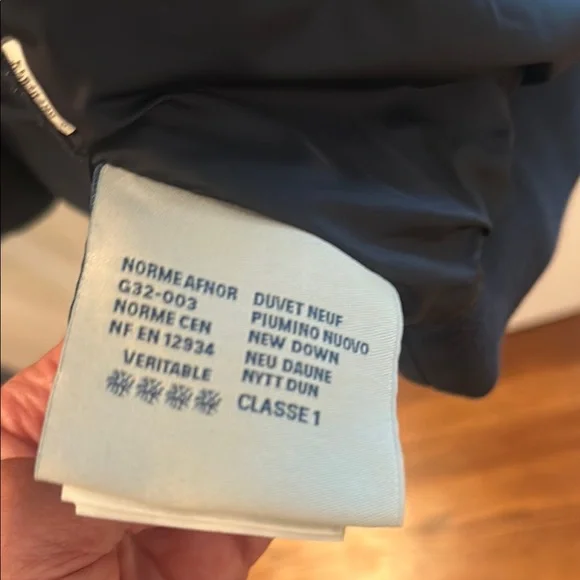 NORME AFNOR
G32-003
NORME CEN
NF EN 12934
VERITABLE
DUVET NEUF
PIUMINO NUOVO
NEW DOWN
NEU DAUNE
NYTT DUN
CLASSE 1